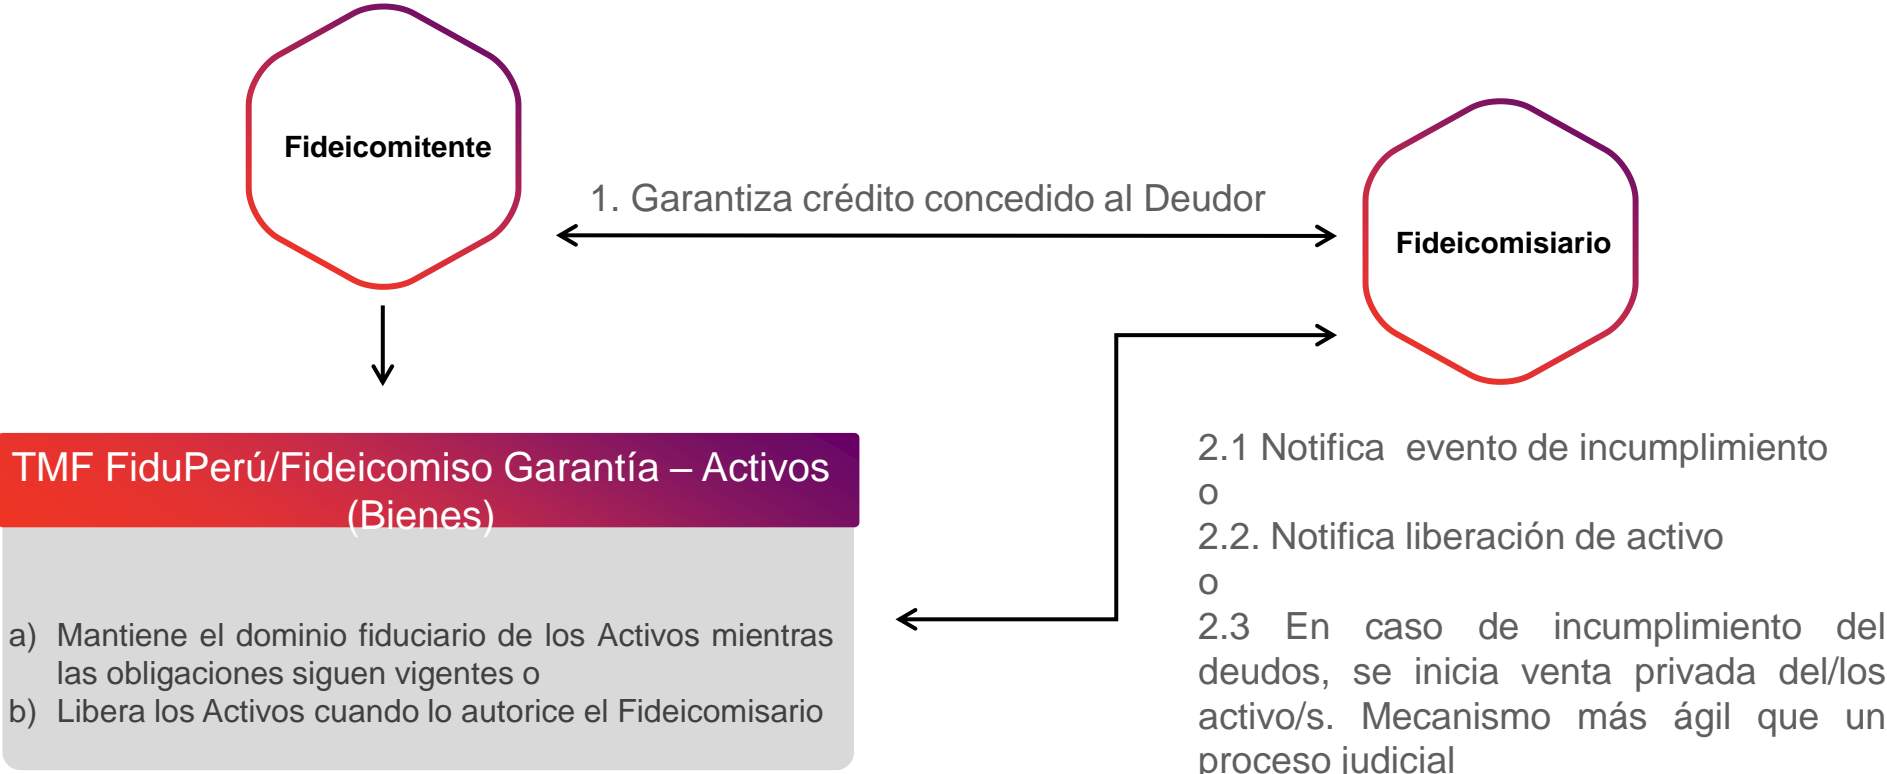 Fideicomitente
1. Garantiza crédito concedido al Deudor
Fideicomisiario
TMF FiduPerú/Fideicomiso Garantía – Activos
(Bienes)
a) Mantiene el dominio fiduciario de los Activos mientras
las obligaciones siguen vigentes o
b) Libera los Activos cuando lo autorice el Fideicomisario
2.1 Notifica evento de incumplimiento
o
2.2. Notifica liberación de activo
o
2.3 En caso de incumplimiento del
deudos, se inicia venta privada del/los
activo/s. Mecanismo más ágil que un
proceso judicial